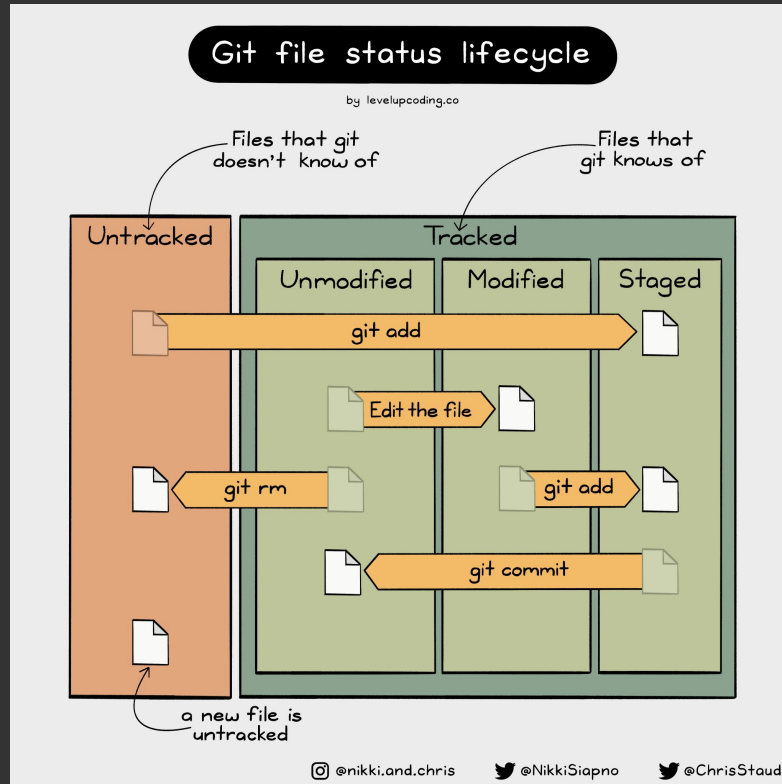 Git file status lifecycle
by levelupcoding.co
Files that git
doesn't know of
Files that
git knows of
Untracked
Tracked
Unmodified
Modified
Staged
git add
Edit the file
git rm
git add
git commit
a new file is
untracked
@nikki.and.chris
@NikkiSiapno
@ChrisStaud